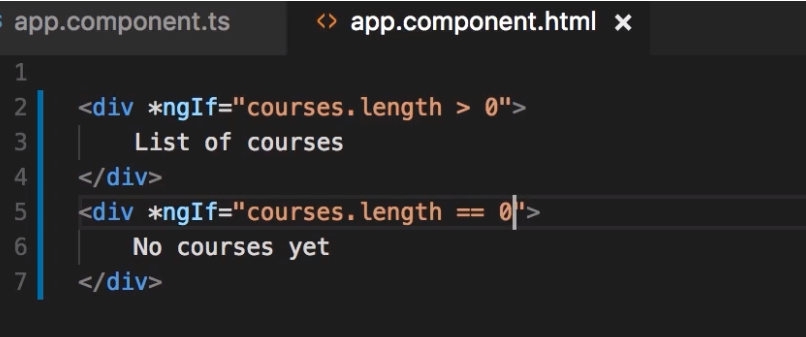 app.component.ts <> app.component.html ×
1
2 <div *ngIf="courses.length > 0">
3 List of courses
4 </div>
5 <div *ngIf="courses.length == 0">
6 No courses yet
7 </div>